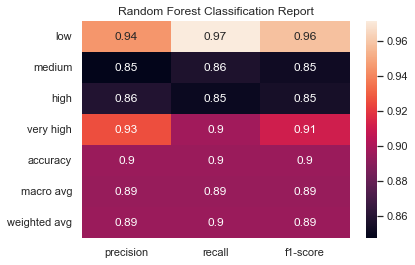 Random Forest Classification Report
low 0.94 0.97 0.96
medium 0.85 0.86 0.85
high 0.86 0.85 0.85
very high 0.93 0.9 0.91
accuracy 0.9 0.9 0.9
macro avg 0.89 0.89 0.89
weighted avg 0.89 0.9 0.89
precision recall f1-score
0.96
0.94
0.92
0.90
0.88
0.86